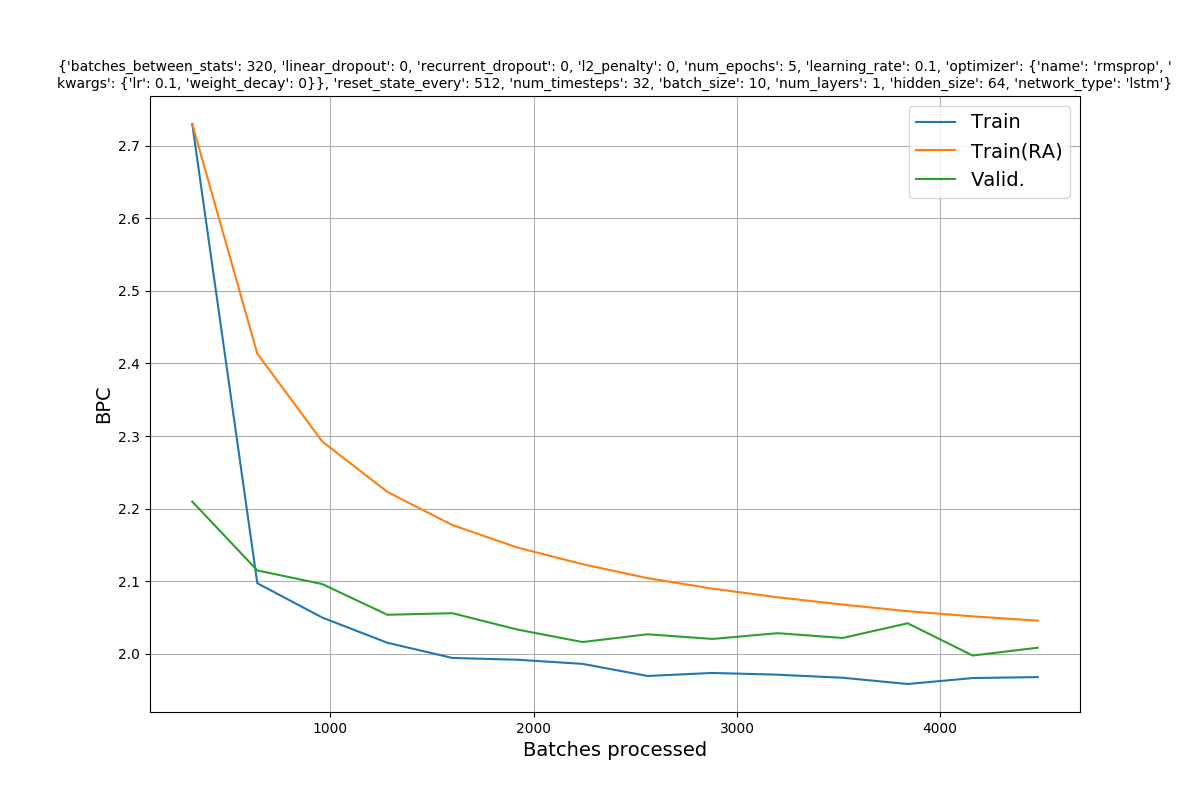 {'batches_between_stats': 320, 'linear_dropout': 0, 'recurrent_dropout': 0, 'l2_penalty': 0, 'num_epochs': 5, 'learning_rate': 0.1, 'optimizer': {'name': 'rmsprop', '
kwargs': {'lr': 0.1, 'weight_decay': 0}}, 'reset_state_every': 512, 'num_timesteps': 32, 'batch_size': 10, 'num_layers': 1, 'hidden_size': 64, 'network_type': 'lstm'}
Train
Train(RA)
Valid.
2.7
2.6
2.5
2.4
2.3
2.2
2.1
2.0
BPC
1000
2000
3000
4000
Batches processed